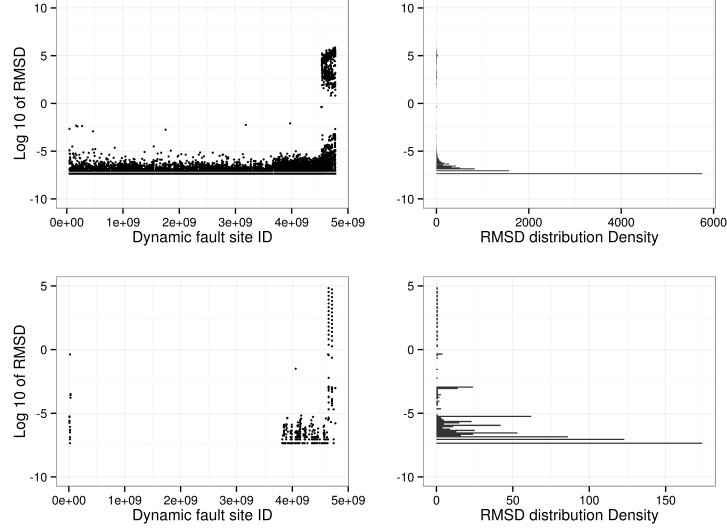 10
5
0
-5
-10
Log 10 of RMSD
0e+00 1e+09 2e+09 3e+09 4e+09 5e+09
Dynamic fault site ID
10
5
0
-5
-10
0 2000 4000 6000
RMSD distribution Density
5
0
-5
-10
Log 10 of RMSD
0e+00 1e+09 2e+09 3e+09 4e+09 5e+09
Dynamic fault site ID
5
0
-5
-10
0 50 100 150
RMSD distribution Density